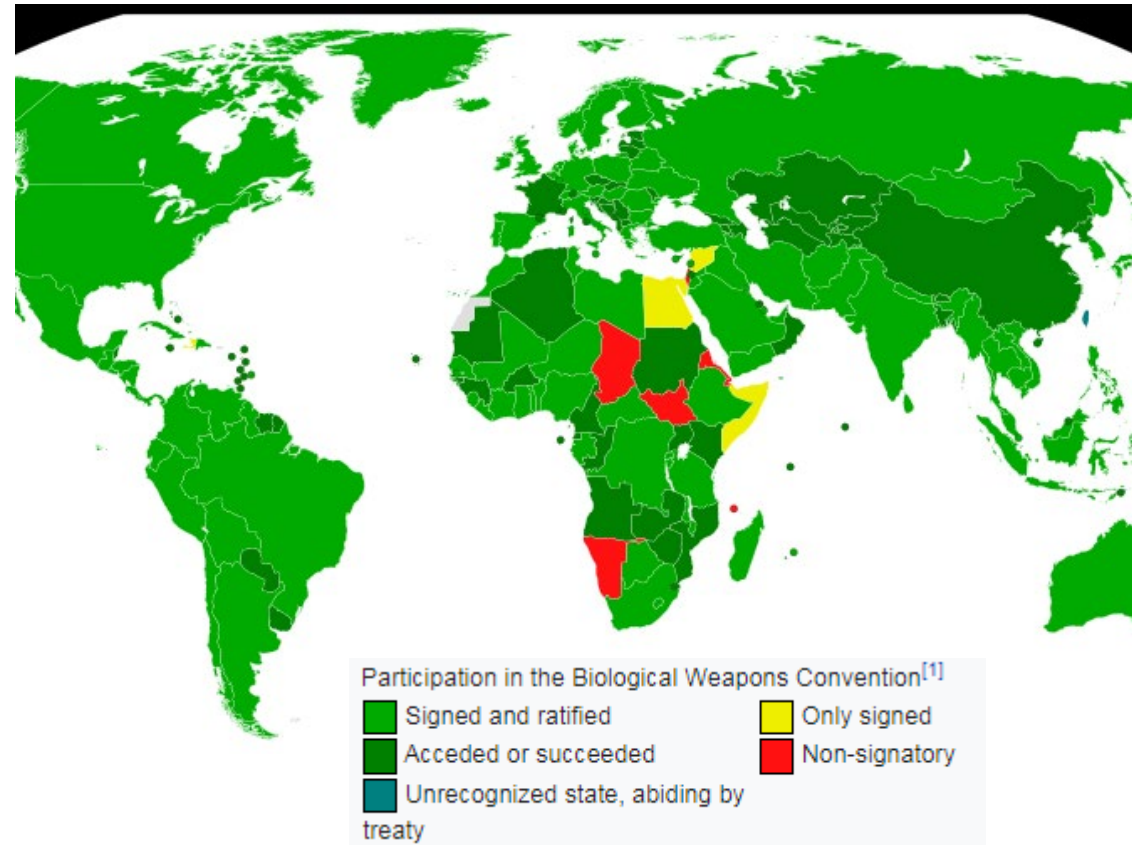 Participation in the Biological Weapons Convention[1]
Signed and ratified
Only signed
Acceded or succeeded
Non-signatory
Unrecognized state, abiding by
treaty